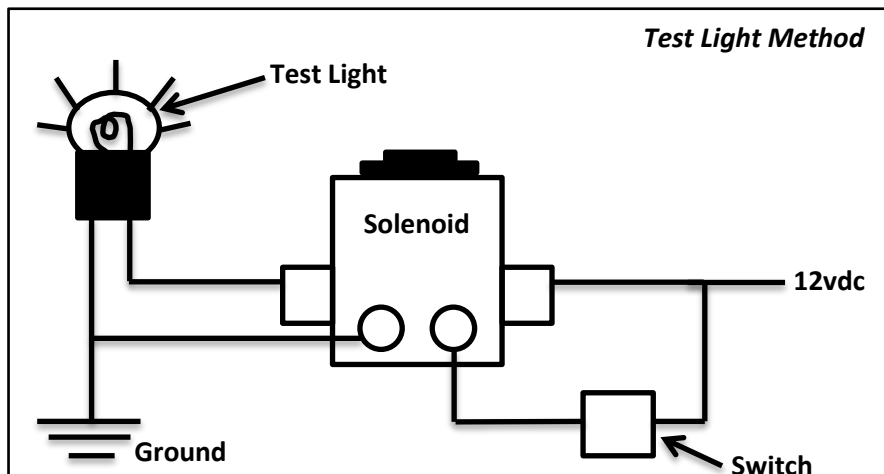 Test Light Method
Test Light
Solenoid
12vdc
Ground
Switch